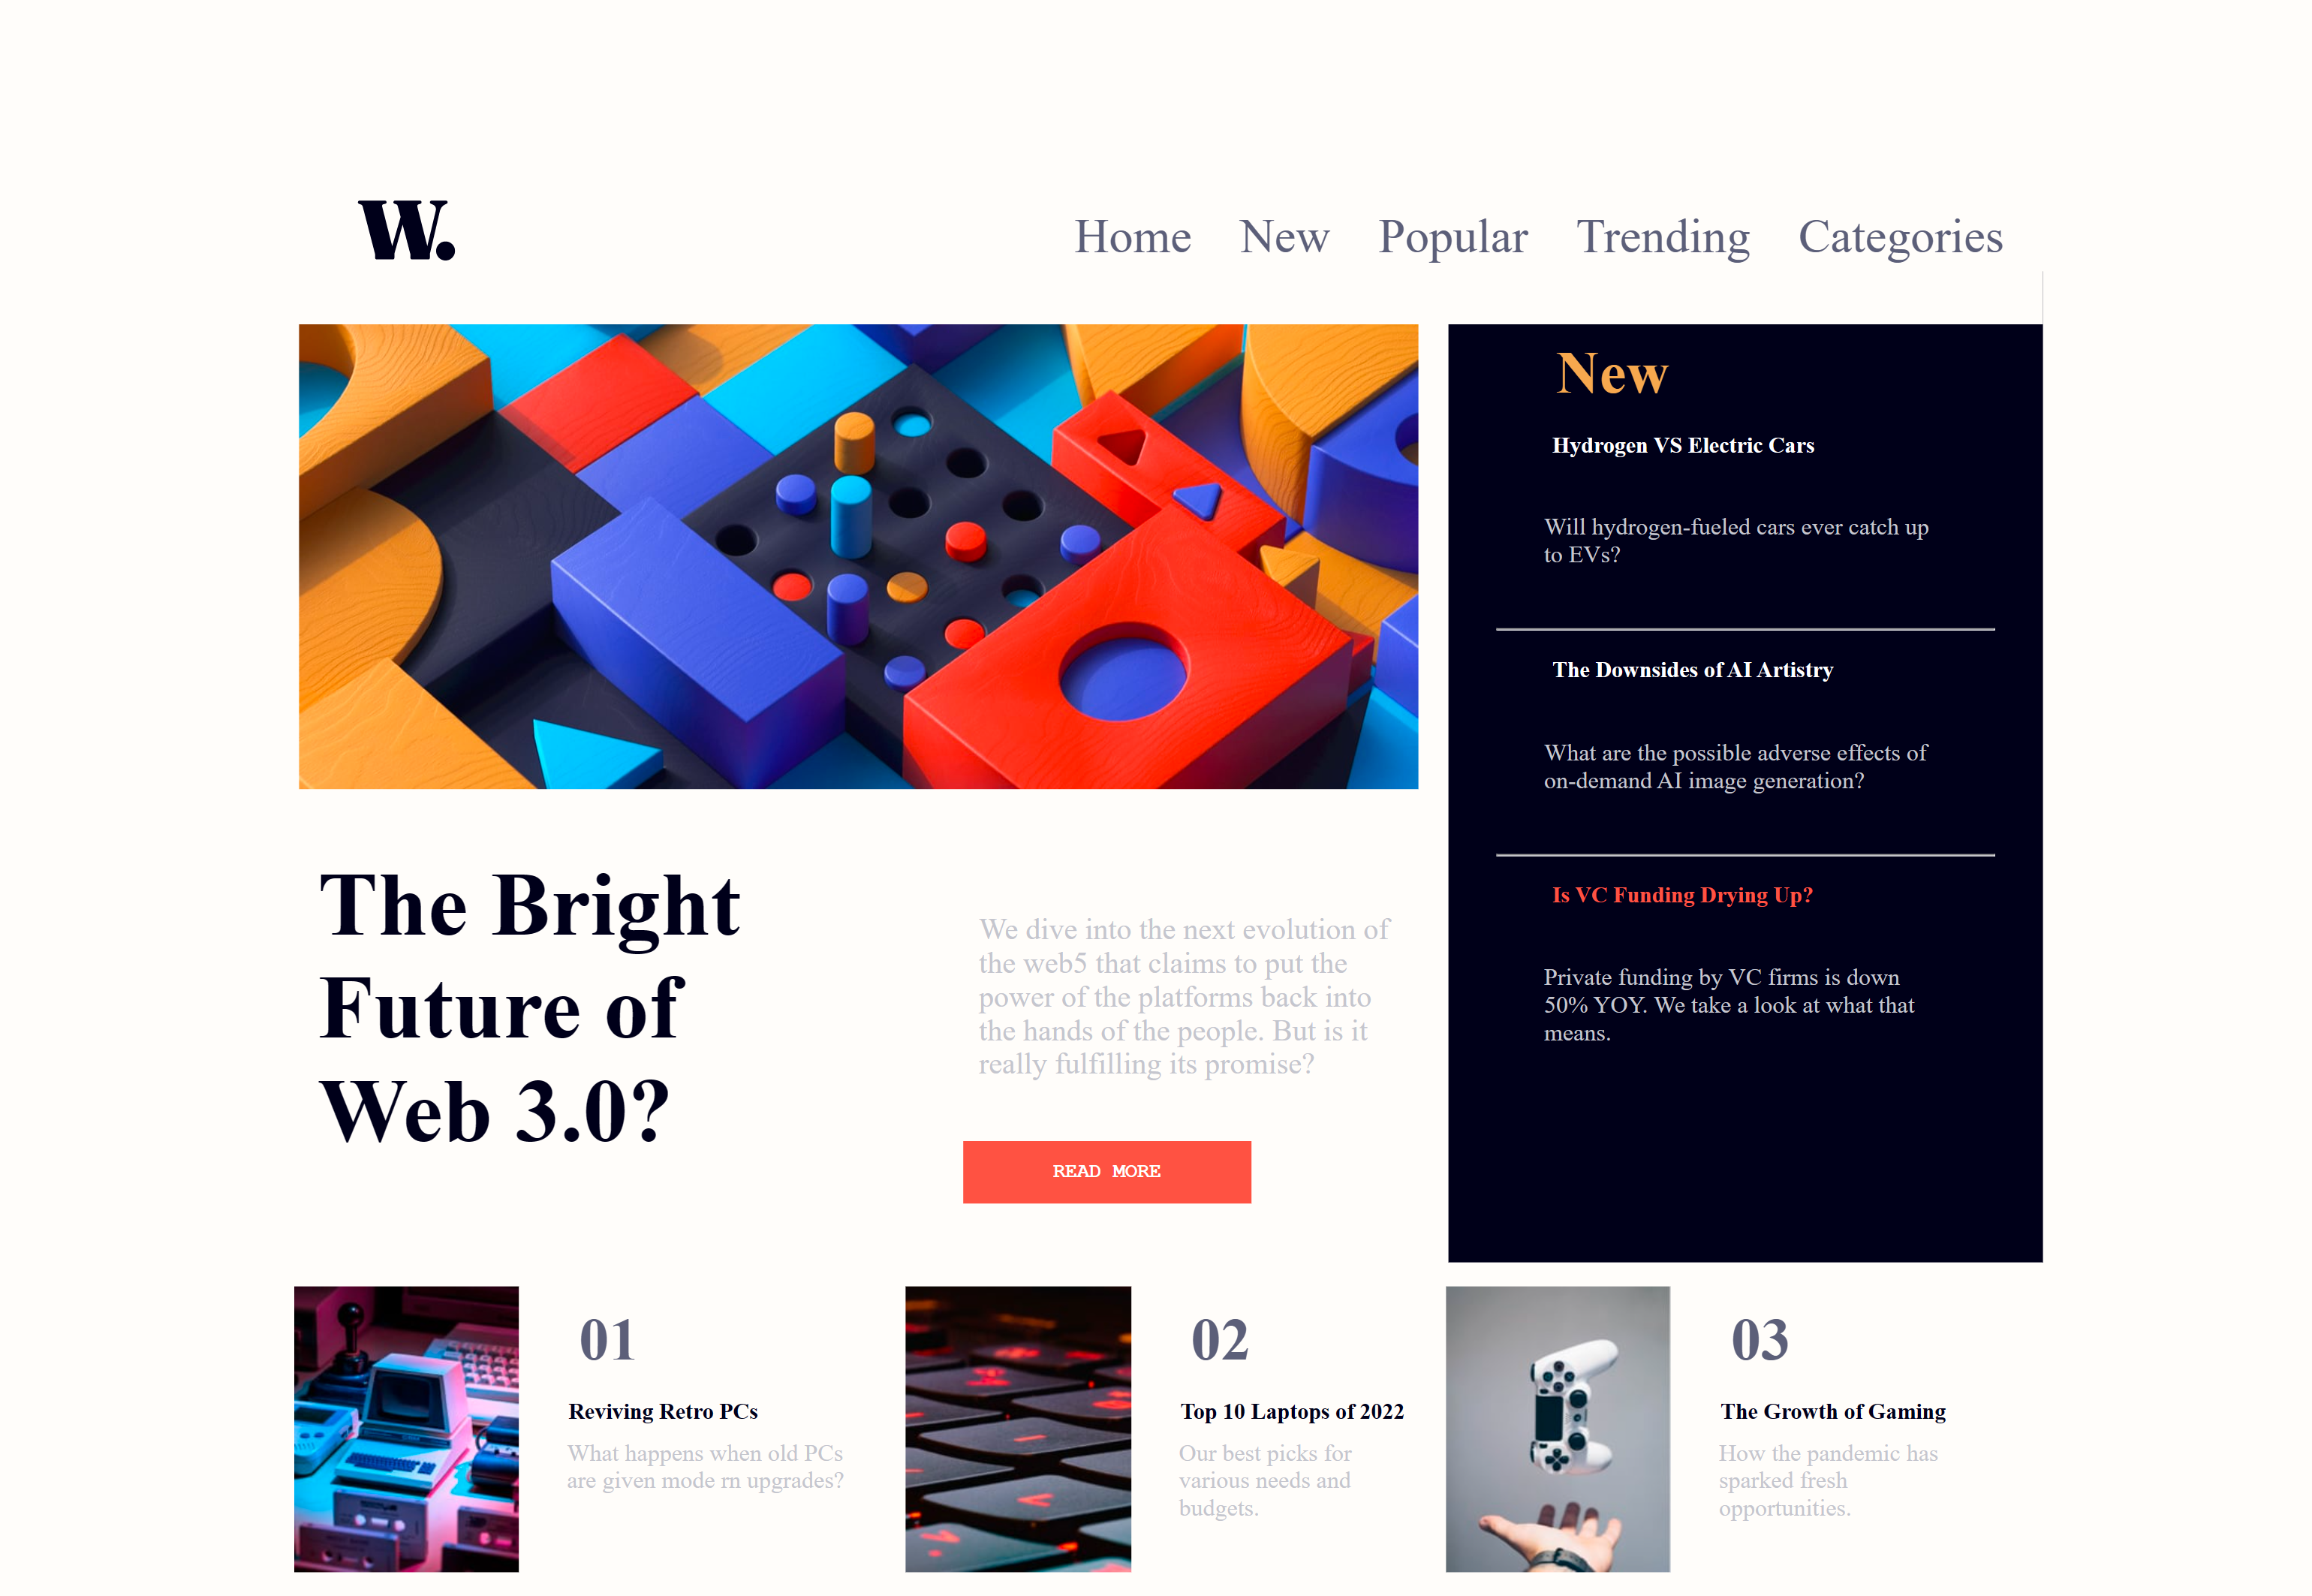 W.
Home New Popular Trending Categories
New
Hydrogen VS Electric Cars
Will hydrogen-fueled cars ever catch up
to EVs?
The Downsides of AI Artistry
What are the possible adverse effects of
on-demand AI image generation?
Is VC Funding Drying Up?
Private funding by VC firms is down
50% YOY. We take a look at what that
means.
The Bright
Future of
Web 3.0?
We dive into the next evolution of
the web5 that claims to put the
power of the platforms back into
the hands of the people. But is it
really fulfilling its promise?
READ MORE
01
Reviving Retro PCs
What happens when old PCs
are given mode rn upgrades?
02
Top 10 Laptops of 2022
Our best picks for
various needs and
budgets.
03
The Growth of Gaming
How the pandemic has
sparked fresh
opportunities.